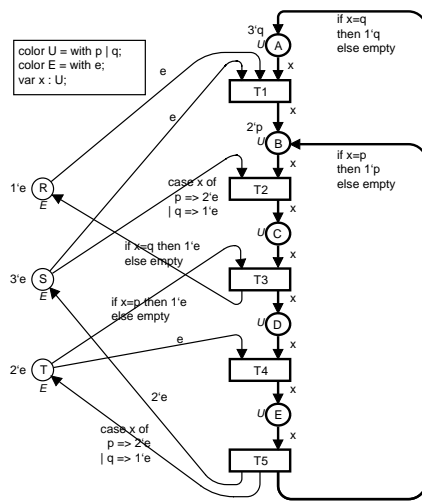 color U = with p | q;
color E = with e;
var x : U;
3‘q
U
A
if x=q
then 1‘q
else empty
x
e
T1
e
x
2‘p
U
B
if x=p
then 1‘p
else empty
x
case x of
p => 2‘e
| q => 1‘e
T2
1‘e
R
E
x
U
C
if x=q then 1‘e
else empty
x
T3
3‘e
S
E
if x=p then 1‘e
else empty
x
U
D
e
x
2‘e
T
E
T4
x
2‘e
U
E
case x of
p => 2‘e
| q => 1‘e
x
T5
x